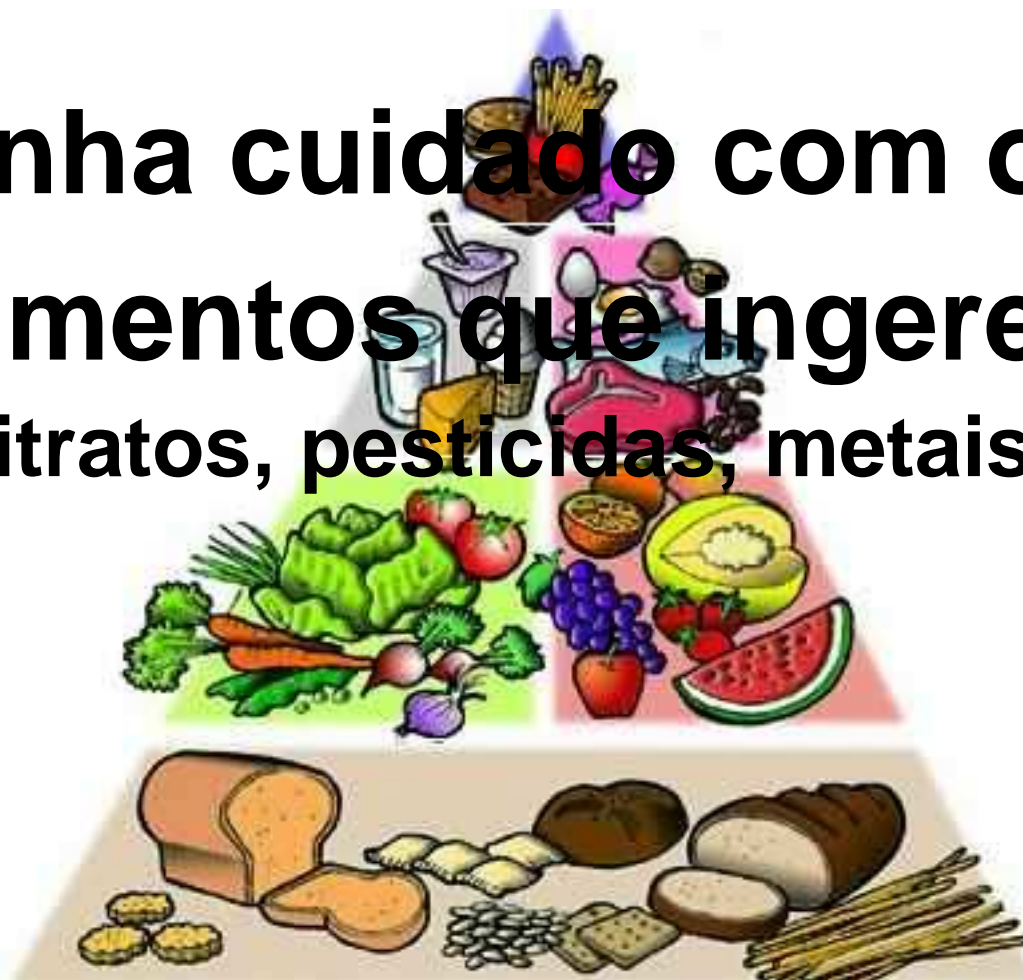 nha cuidado com o
mentos que ingere
itratos, pesticidas, metais